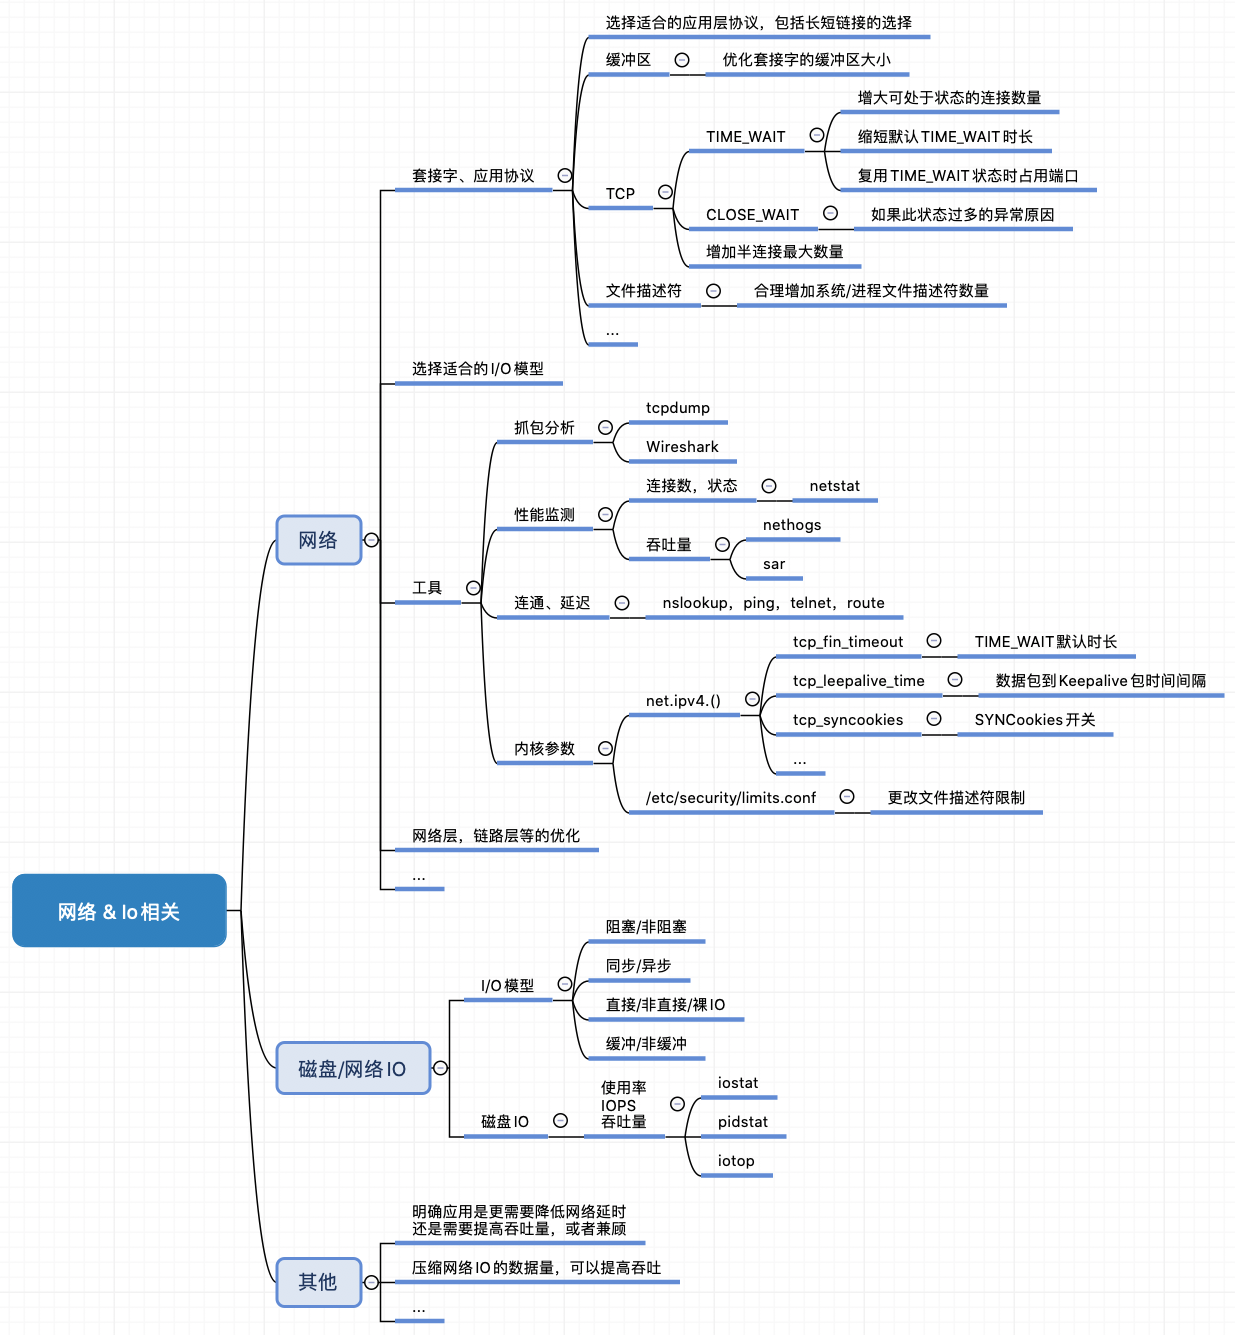 选择适合的应用层协议，包括长短链接的选择
缓冲区
优化套接字的缓冲区大小
增大可处于状态的连接数量
TIME_WAIT
缩短默认TIME_WAIT时长
复用TIME_WAIT状态时占用端口
套接字、应用协议
TCP
CLOSE_WAIT
如果此状态过多的异常原因
增加半连接最大数量
文件描述符
合理增加系统/进程文件描述符数量
...
选择适合的I/O模型
抓包分析
tcpdump
Wireshark
性能监测
连接数，状态
netstat
吞吐量
nethogs
sar
网络
工具
连通、延迟
nslookup，ping，telnet，route
tcp_fin_timeout
TIME_WAIT默认时长
net.ipv4.()
tcp_leepalive_time
数据包到Keepalive包时间间隔
tcp_syncookies
SYNCookies开关
...
内核参数
/etc/security/limits.conf
更改文件描述符限制
网络层，链路层等的优化
...
网络 & Io相关
阻塞/非阻塞
I/O模型
同步/异步
直接/非直接/裸IO
缓冲/非缓冲
磁盘/网络IO
磁盘IO
使用率
IOPS
吞吐量
iostat
pidstat
iotop
明确应用是更需要降低网络延时
还是需要提高吞吐量，或者兼顾
其他
压缩网络IO的数据量，可以提高吞吐
...